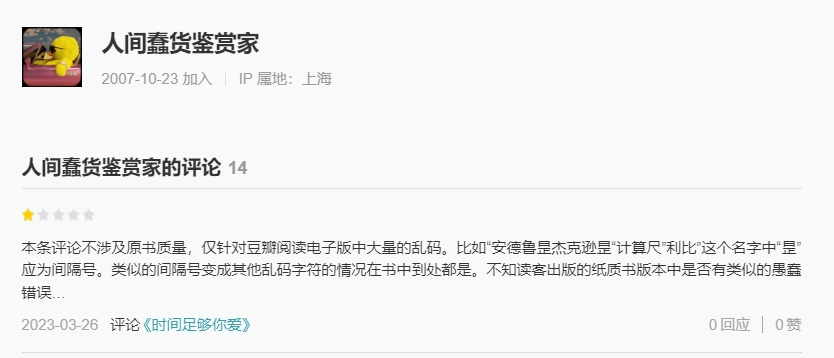 人间蠢货鉴赏家
2007-10-23 加入 | IP 属地：上海
人间蠢货鉴赏家的评论 14
本条评论不涉及原书质量，仅针对豆瓣阅读电子版中大量的乱码。比如“安德鲁昰杰克逊昰“计算尺”利比”这个名字中“昰”
应为间隔号。类似的间隔号变成其他乱码字符的情况在书中到处都是。不知读客出版的纸质书版本中是否有类似的愚蠢
错误...
2023-03-26 评论《时间足够你爱》 0 回应 | 0 赞